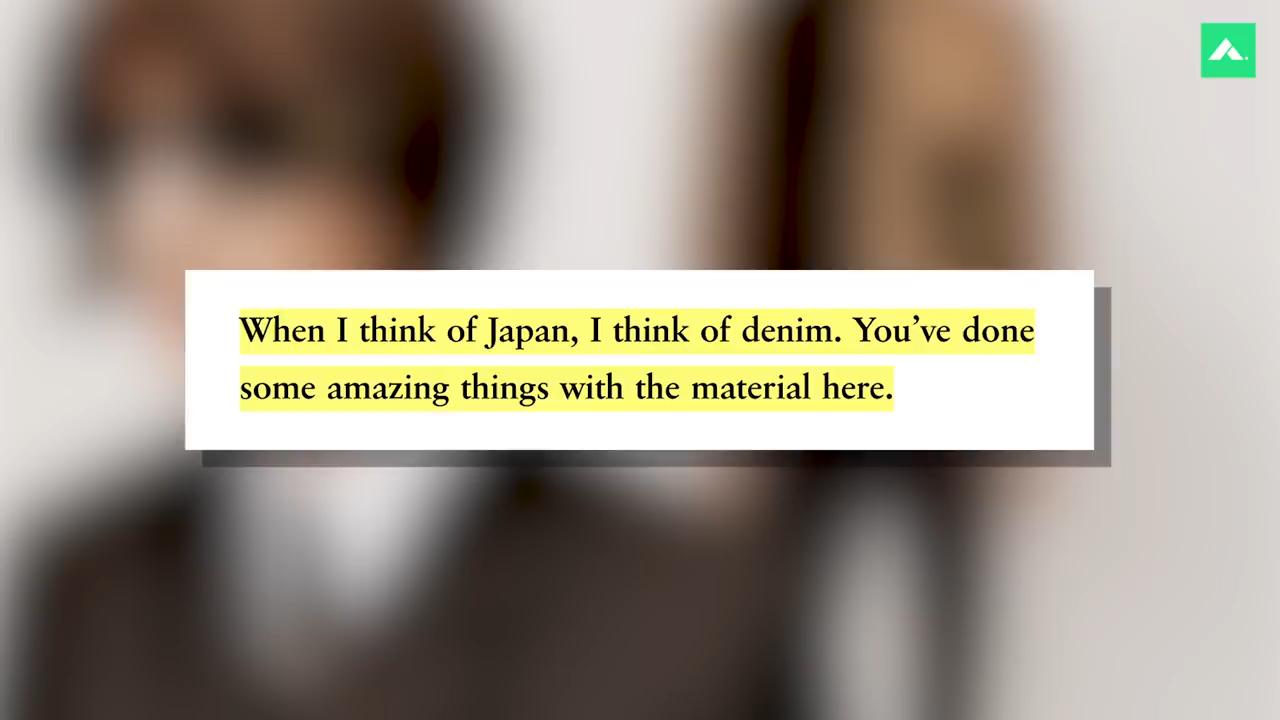 When I think of Japan, I think of denim. You’ve done
some amazing things with the material here.